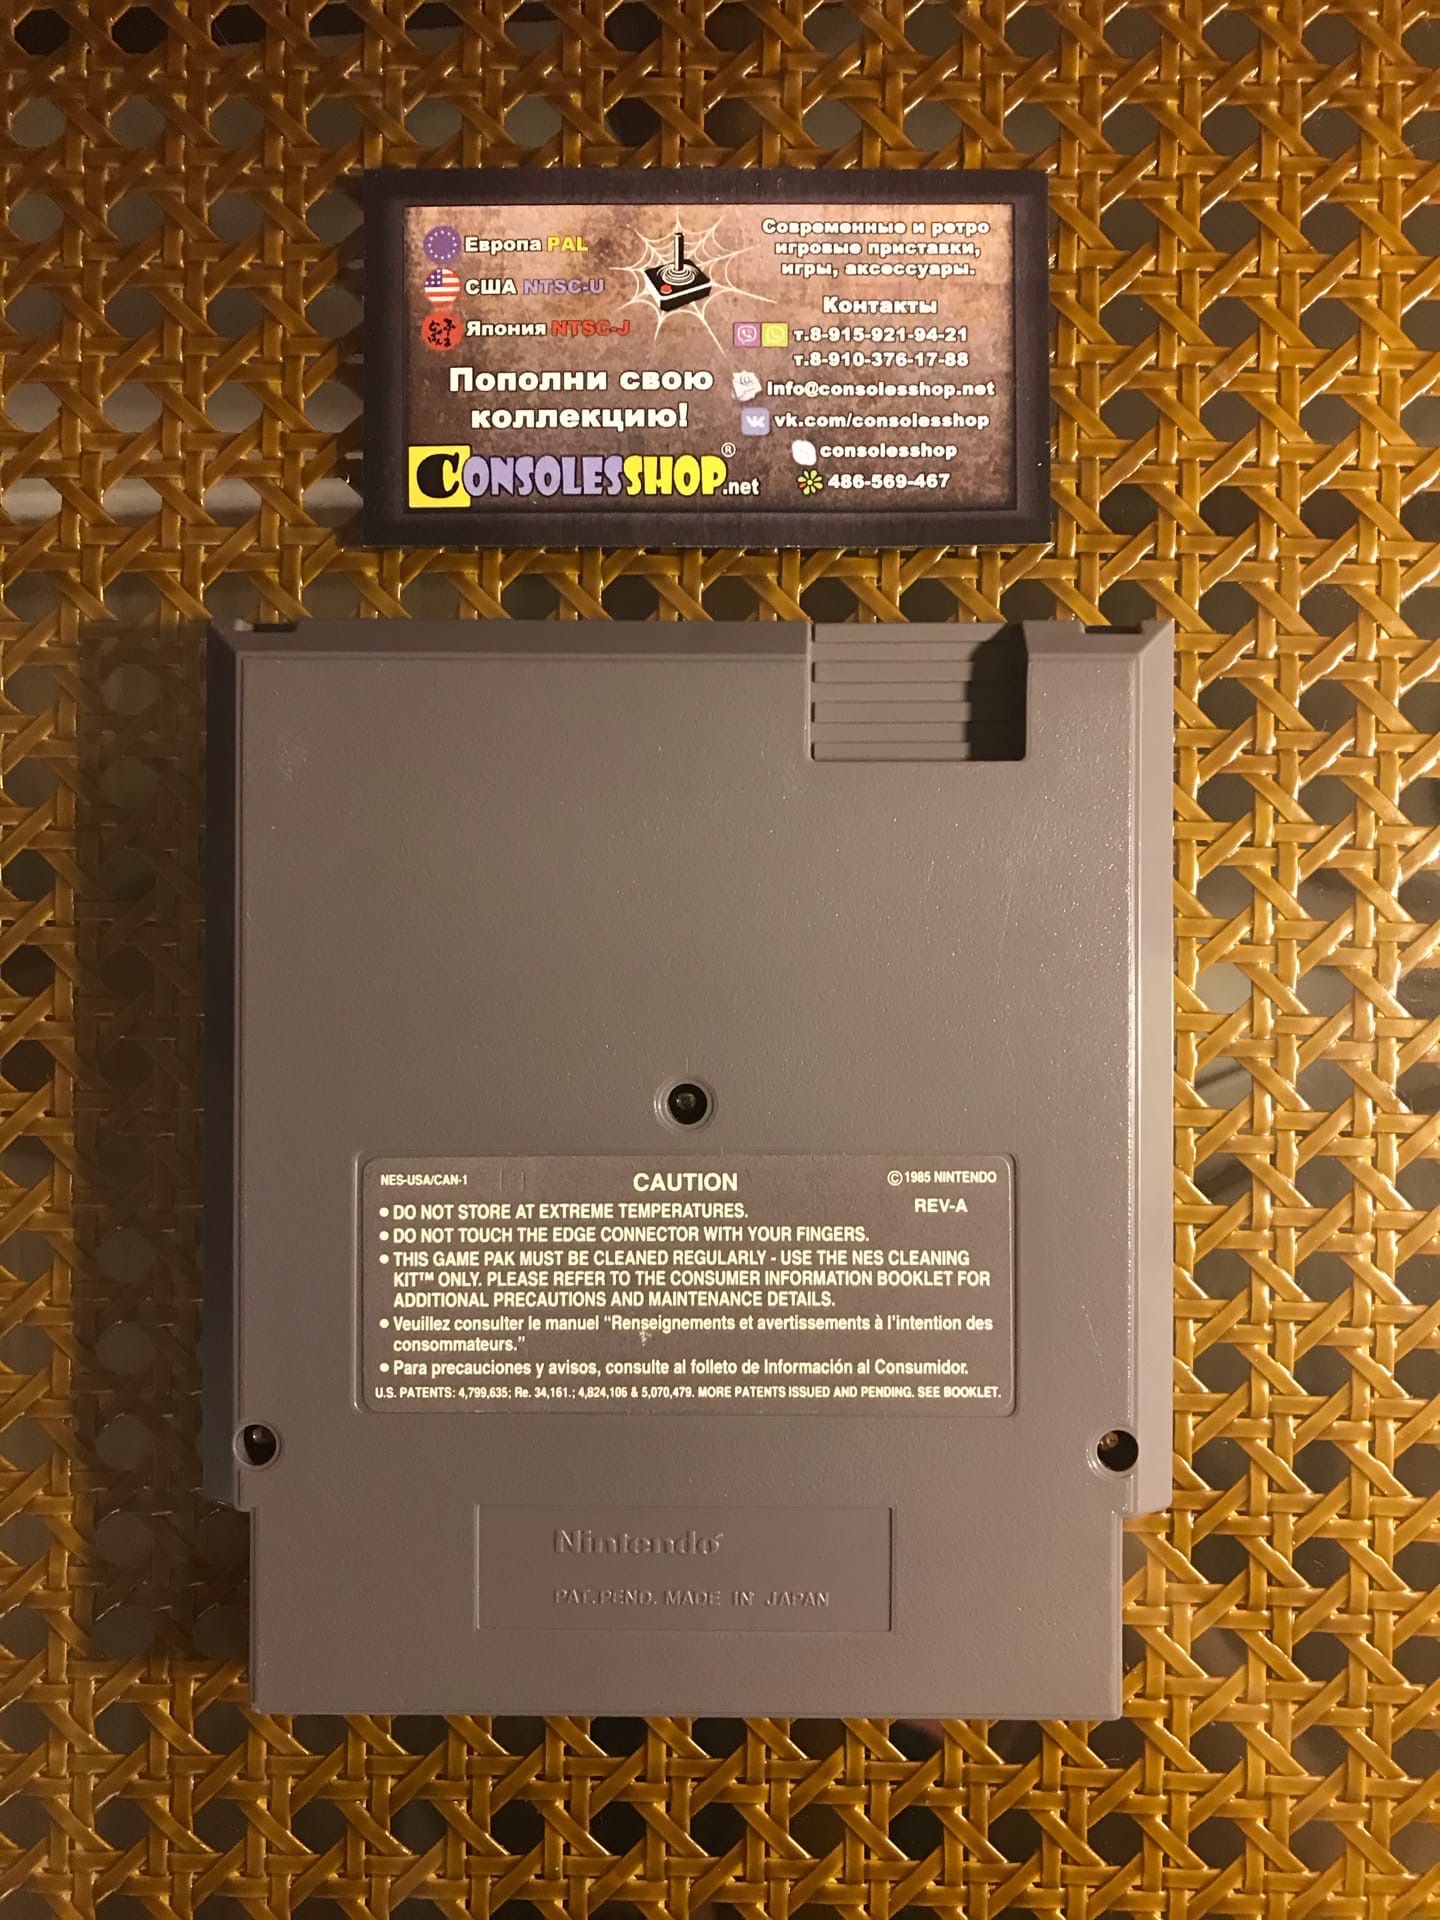 Европа PAL
США NTSC-U
Япония NTSC-J
Пополни свою
коллекцию!
CONSOLESSHOP®.net
Современные и ретро
игровые приставки,
игры, аксессуары.
Контакты
т.8-915-921-94-21
т.8-910-376-17-88
info@consolesshop.net
vk.com/consolesshop
consolesshop
486-569-467
NES-USA/CAN-1 CAUTION ©1985 NINTENDO
REV-A
• DO NOT STORE AT EXTREME TEMPERATURES.
• DO NOT TOUCH THE EDGE CONNECTOR WITH YOUR FINGERS.
• THIS GAME PAK MUST BE CLEANED REGULARLY - USE THE NES CLEANING
KIT™ ONLY. PLEASE REFER TO THE CONSUMER INFORMATION BOOKLET FOR
ADDITIONAL PRECAUTIONS AND MAINTENANCE DETAILS.
• Veuillez consulter le manuel “Renseignements et avertissements à l'intention des
consommateurs.”
• Para precauciones y avisos, consulte al folleto de Información al Consumidor.
U.S. PATENTS: 4,799,635; Re. 34,161.; 4,824,106 & 5,070,479. MORE PATENTS ISSUED AND PENDING. SEE BOOKLET.
Nintendo®
PAT. PEND. MADE IN JAPAN